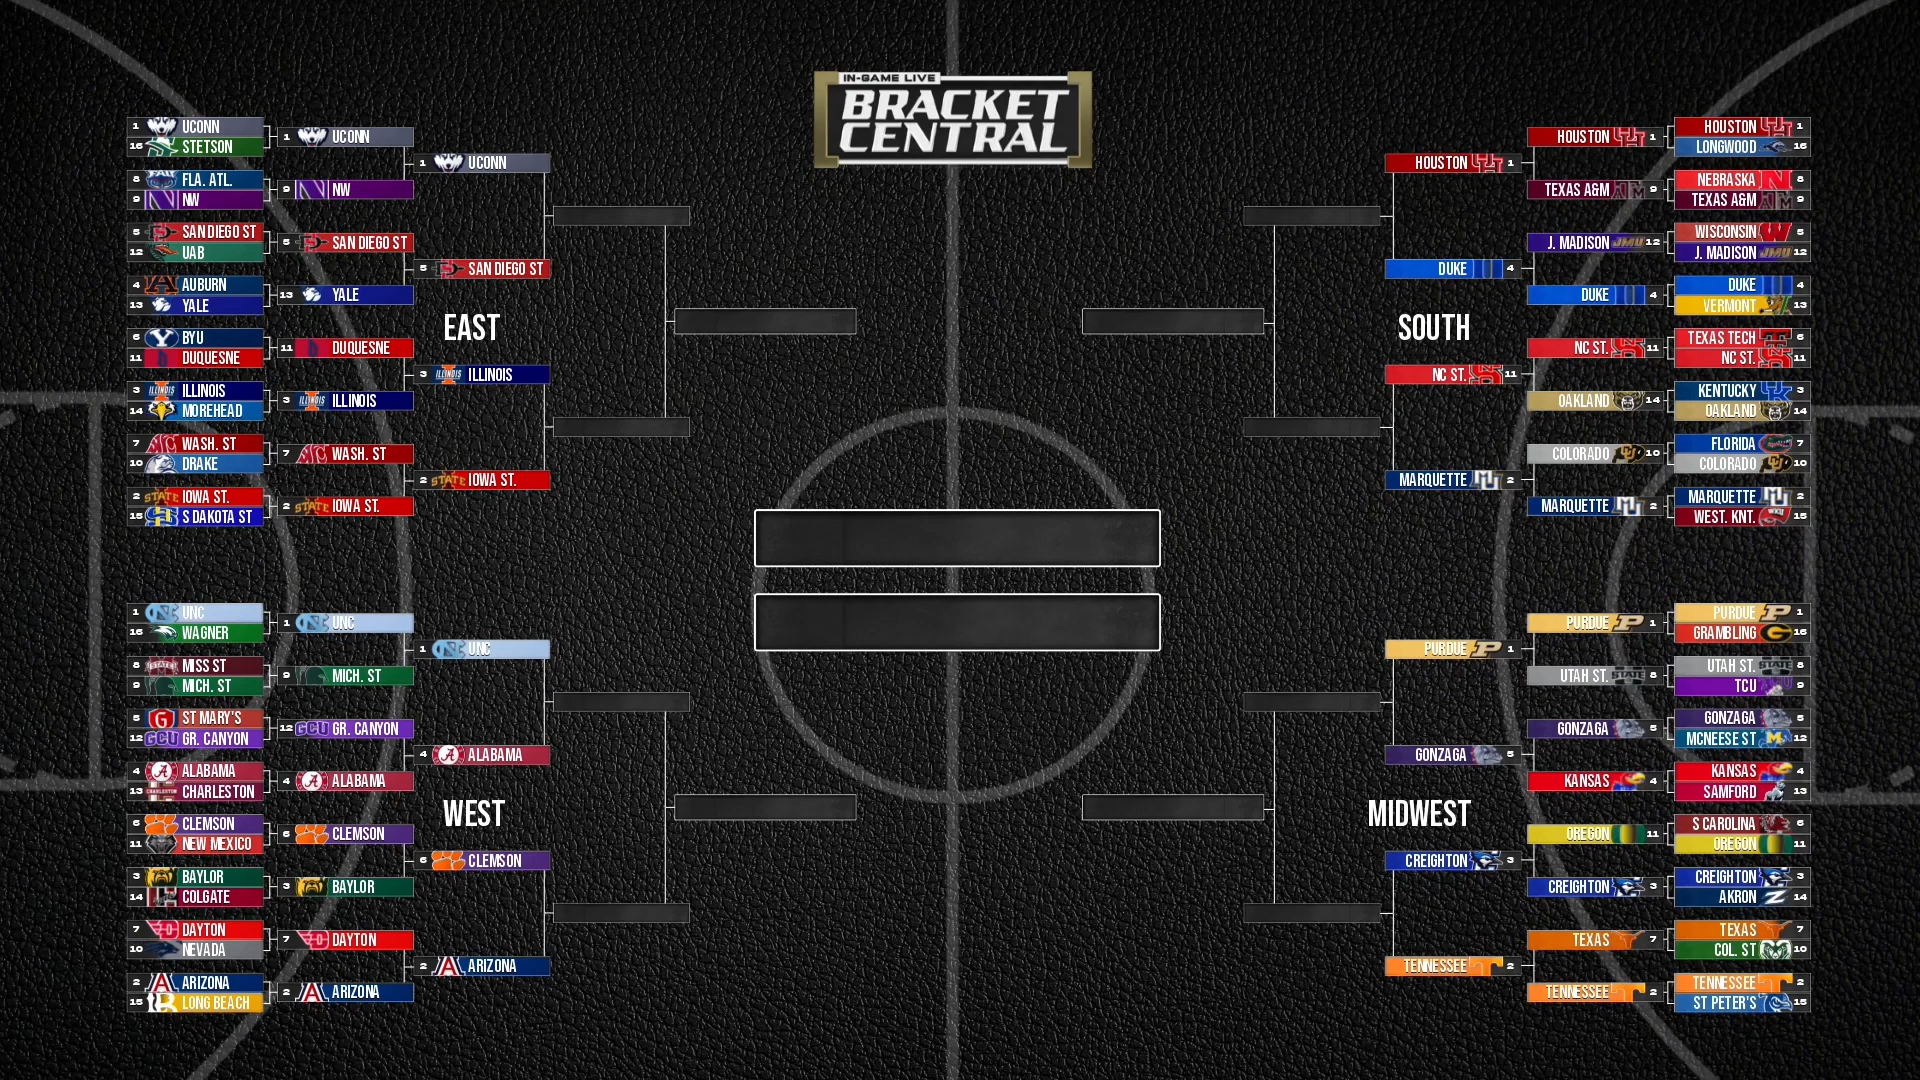 IN-GAME LIVE
BRACKET
CENTRAL
1 UCONN
16 STETSON
8 FLA. ATL.
9 NW
5 SAN DIEGO ST
12 UAB
4 AUBURN
13 YALE
6 BYU
11 DUQUESNE
3 ILLINOIS
14 MOREHEAD
7 WASH. ST
10 DRAKE
2 IOWA ST.
15 S DAKOTA ST
1 UCONN
9 NW
5 SAN DIEGO ST
13 YALE
11 DUQUESNE
3 ILLINOIS
7 WASH. ST
2 IOWA ST.
1 UCONN
5 SAN DIEGO ST
EAST
3 ILLINOIS
2 IOWA ST.
1 UNC
16 WAGNER
8 MISS ST
9 MICH. ST
5 ST MARY'S
12 GR. CANYON
4 ALABAMA
13 CHARLESTON
6 CLEMSON
11 NEW MEXICO
3 BAYLOR
14 COLGATE
7 DAYTON
10 NEVADA
2 ARIZONA
15 LONG BEACH
1 UNC
9 MICH. ST
12 GR. CANYON
4 ALABAMA
6 CLEMSON
3 BAYLOR
7 DAYTON
2 ARIZONA
1 UNC
4 ALABAMA
WEST
6 CLEMSON
2 ARIZONA
HOUSTON 1
DUKE 4
SOUTH
NC ST. 11
MARQUETTE 2
HOUSTON 1
TEXAS A&M 9
J. MADISON 12
DUKE 4
NC ST. 11
OAKLAND 14
COLORADO 10
MARQUETTE 2
HOUSTON 1
LONGWOOD 16
NEBRASKA 8
TEXAS A&M 9
WISCONSIN 5
J. MADISON 12
DUKE 4
VERMONT 13
TEXAS TECH 6
NC ST. 11
KENTUCKY 3
OAKLAND 14
FLORIDA 7
COLORADO 10
MARQUETTE 2
WEST. KNT. 15
PURDUE 1
GONZAGA 5
MIDWEST
CREIGHTON 3
TENNESSEE 2
PURDUE 1
UTAH ST. 8
GONZAGA 5
KANSAS 4
OREGON 11
CREIGHTON 3
TEXAS 7
TENNESSEE 2
PURDUE 1
GRAMBLING 16
UTAH ST. 8
TCU 9
GONZAGA 5
MCNEESE ST 12
KANSAS 4
SAMFORD 13
S CAROLINA 6
OREGON 11
CREIGHTON 3
AKRON 14
TEXAS 7
COL. ST 10
TENNESSEE 2
ST PETER'S 15